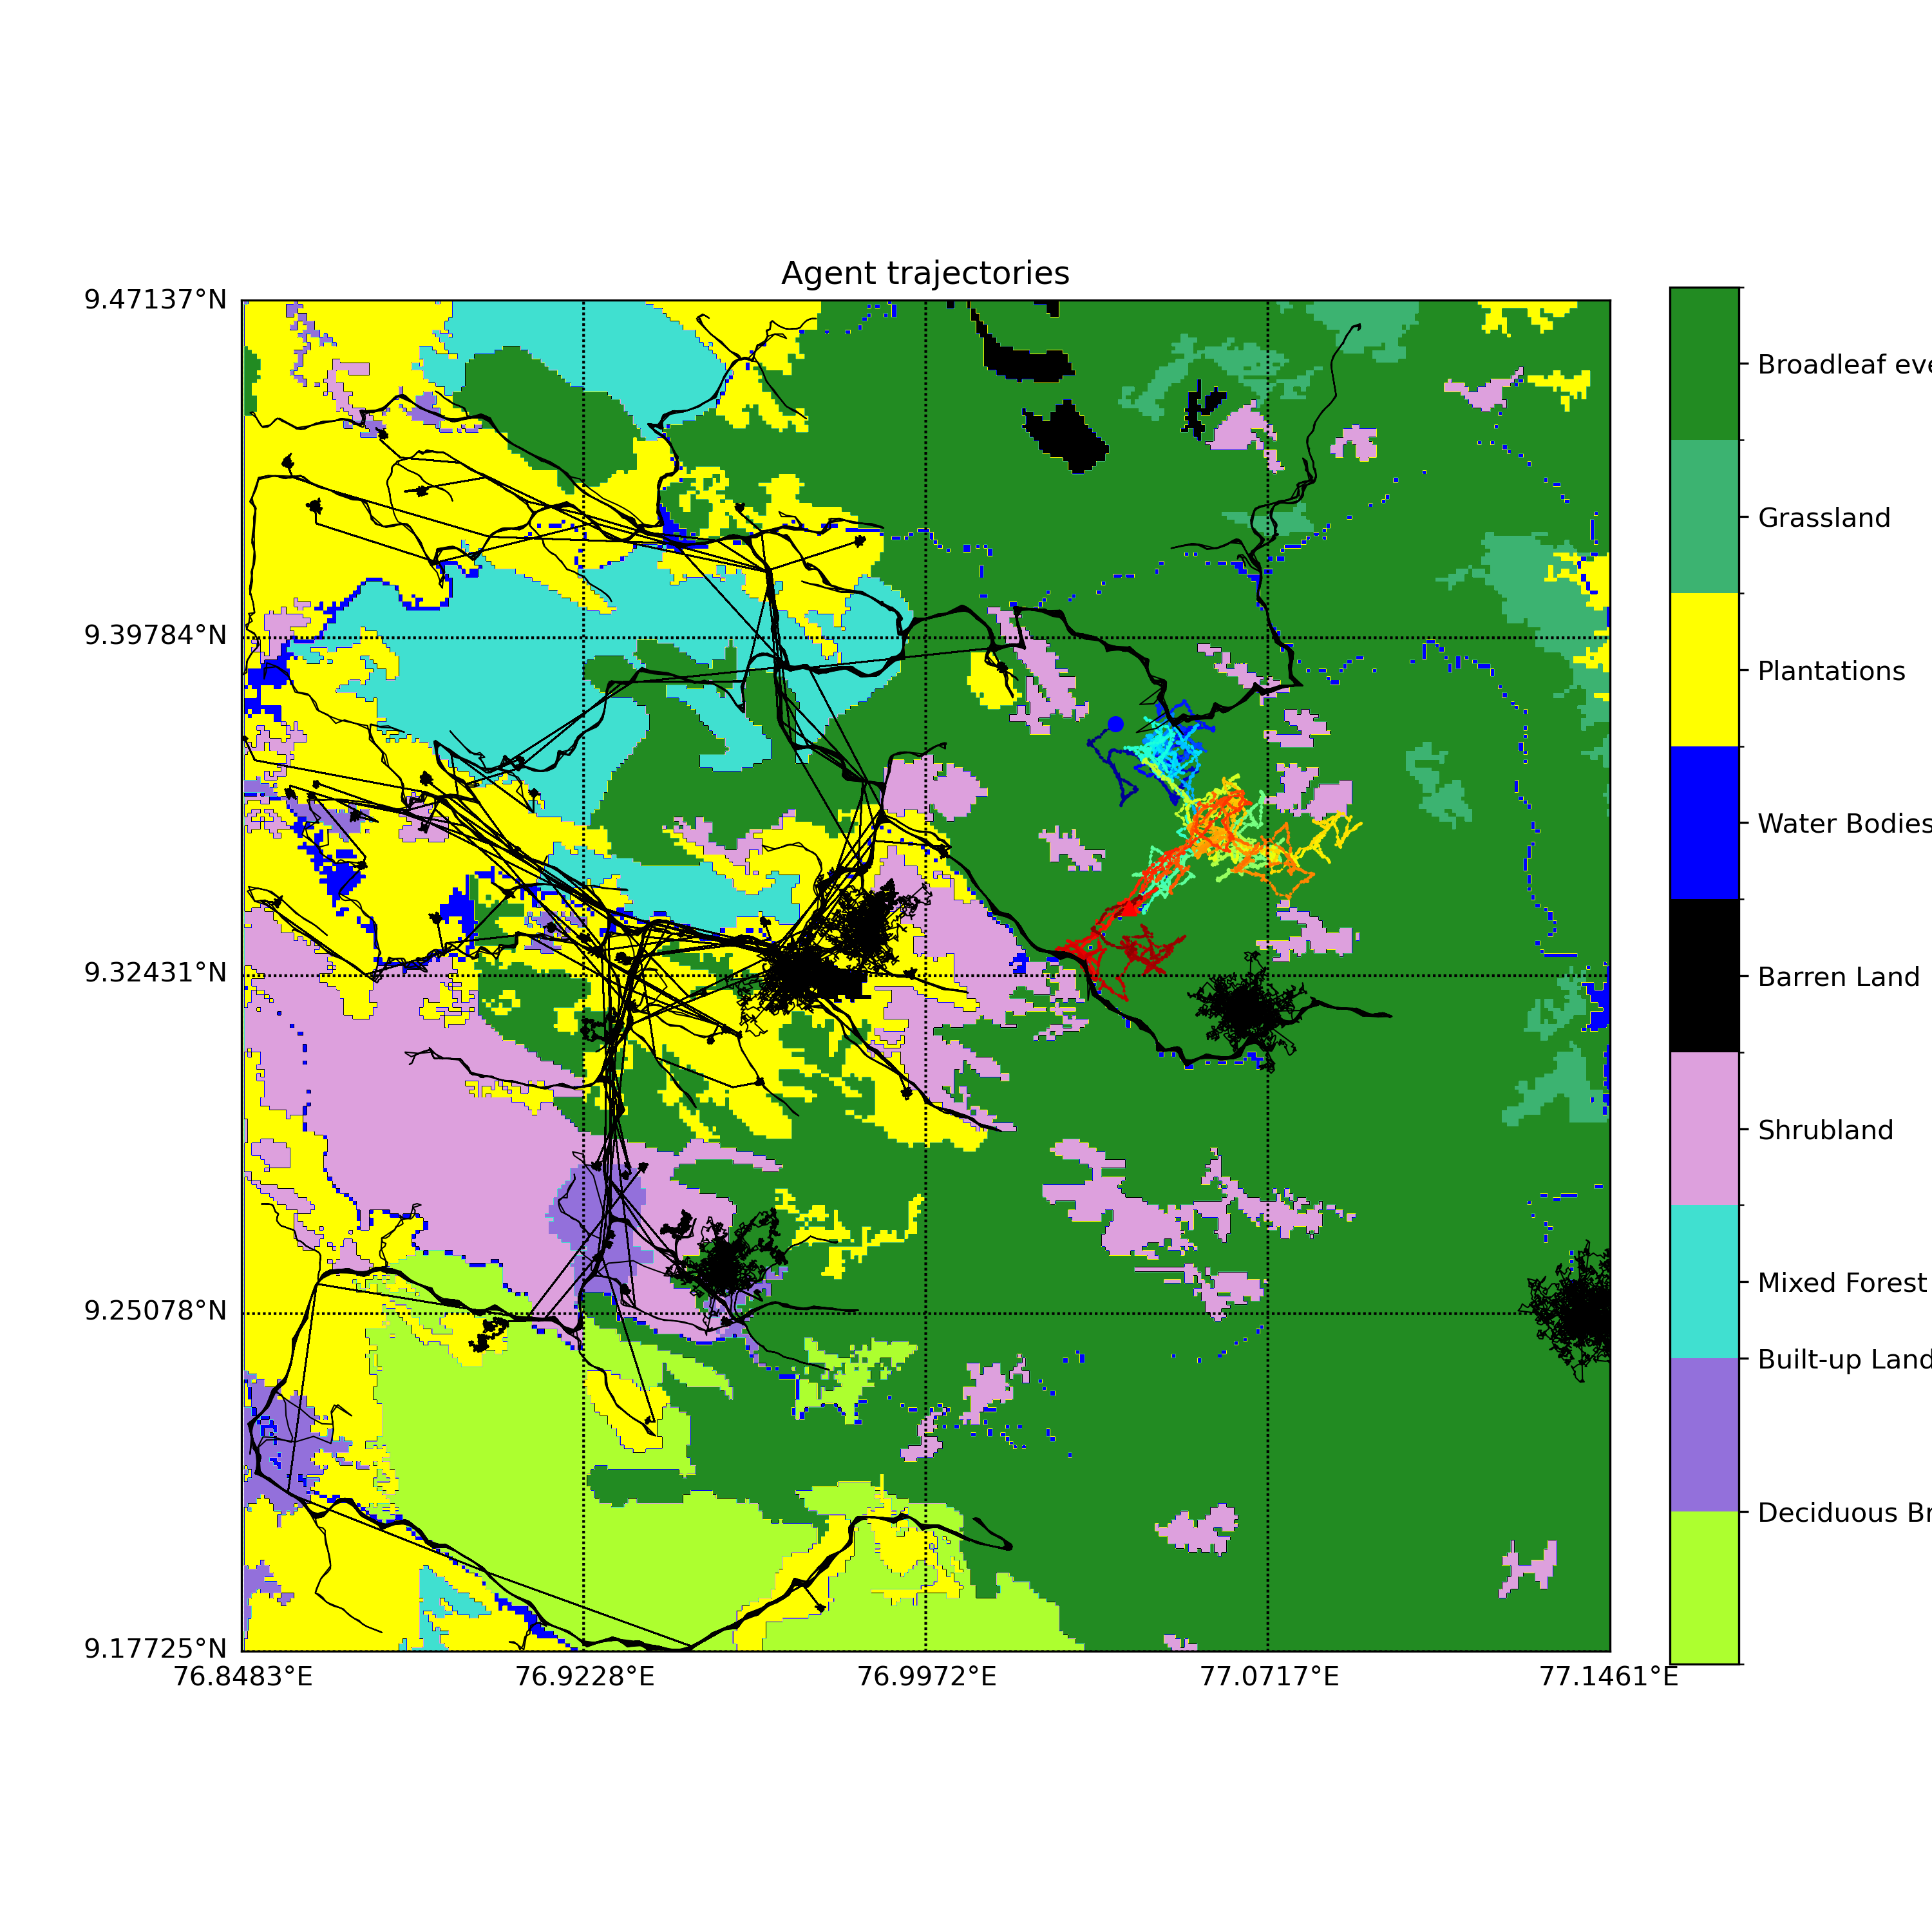 Agent trajectories
9.47137°N
9.39784°N
9.32431°N
9.25078°N
9.17725°N
76.8483°E
76.9228°E
76.9972°E
77.0717°E
77.1461°E
Broadleaf eve
Grassland
Plantations
Water Bodies
Barren Land
Shrubland
Mixed Forest
Built-up Land
Deciduous Br